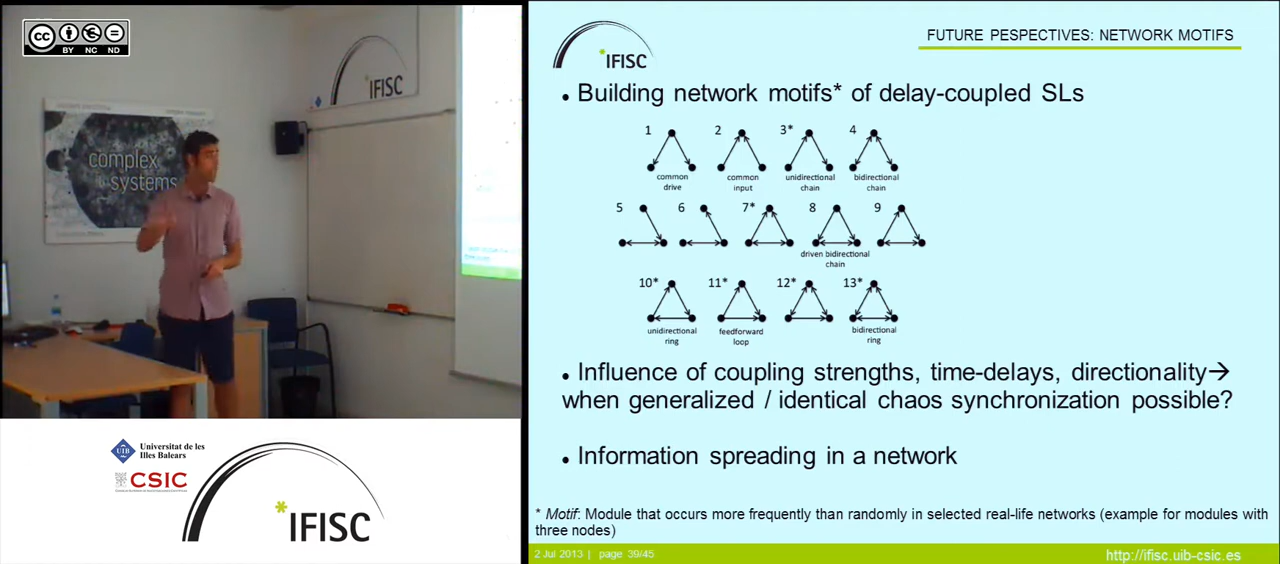 cc
BY NC ND
IFISC
complex
systems
Universitat de les
Illes Balears
UIB
CSIC
IFISC
IFISC
FUTURE PESPECTIVES: NETWORK MOTIFS
• Building network motifs* of delay-coupled SLs
1 2 3* 4
common drive
common input
unidirectional chain
bidirectional chain
5 6 7* 8 9
driven bidirectional chain
10* 11* 12* 13*
unidirectional ring
feedforward loop
bidirectional ring
• Influence of coupling strengths, time-delays, directionality→
when generalized / identical chaos synchronization possible?
• Information spreading in a network
* Motif: Module that occurs more frequently than randomly in selected real-life networks (example for modules with
three nodes)
2 Jul 2013 | page 39/45
http://ifisc.uib-csic.es